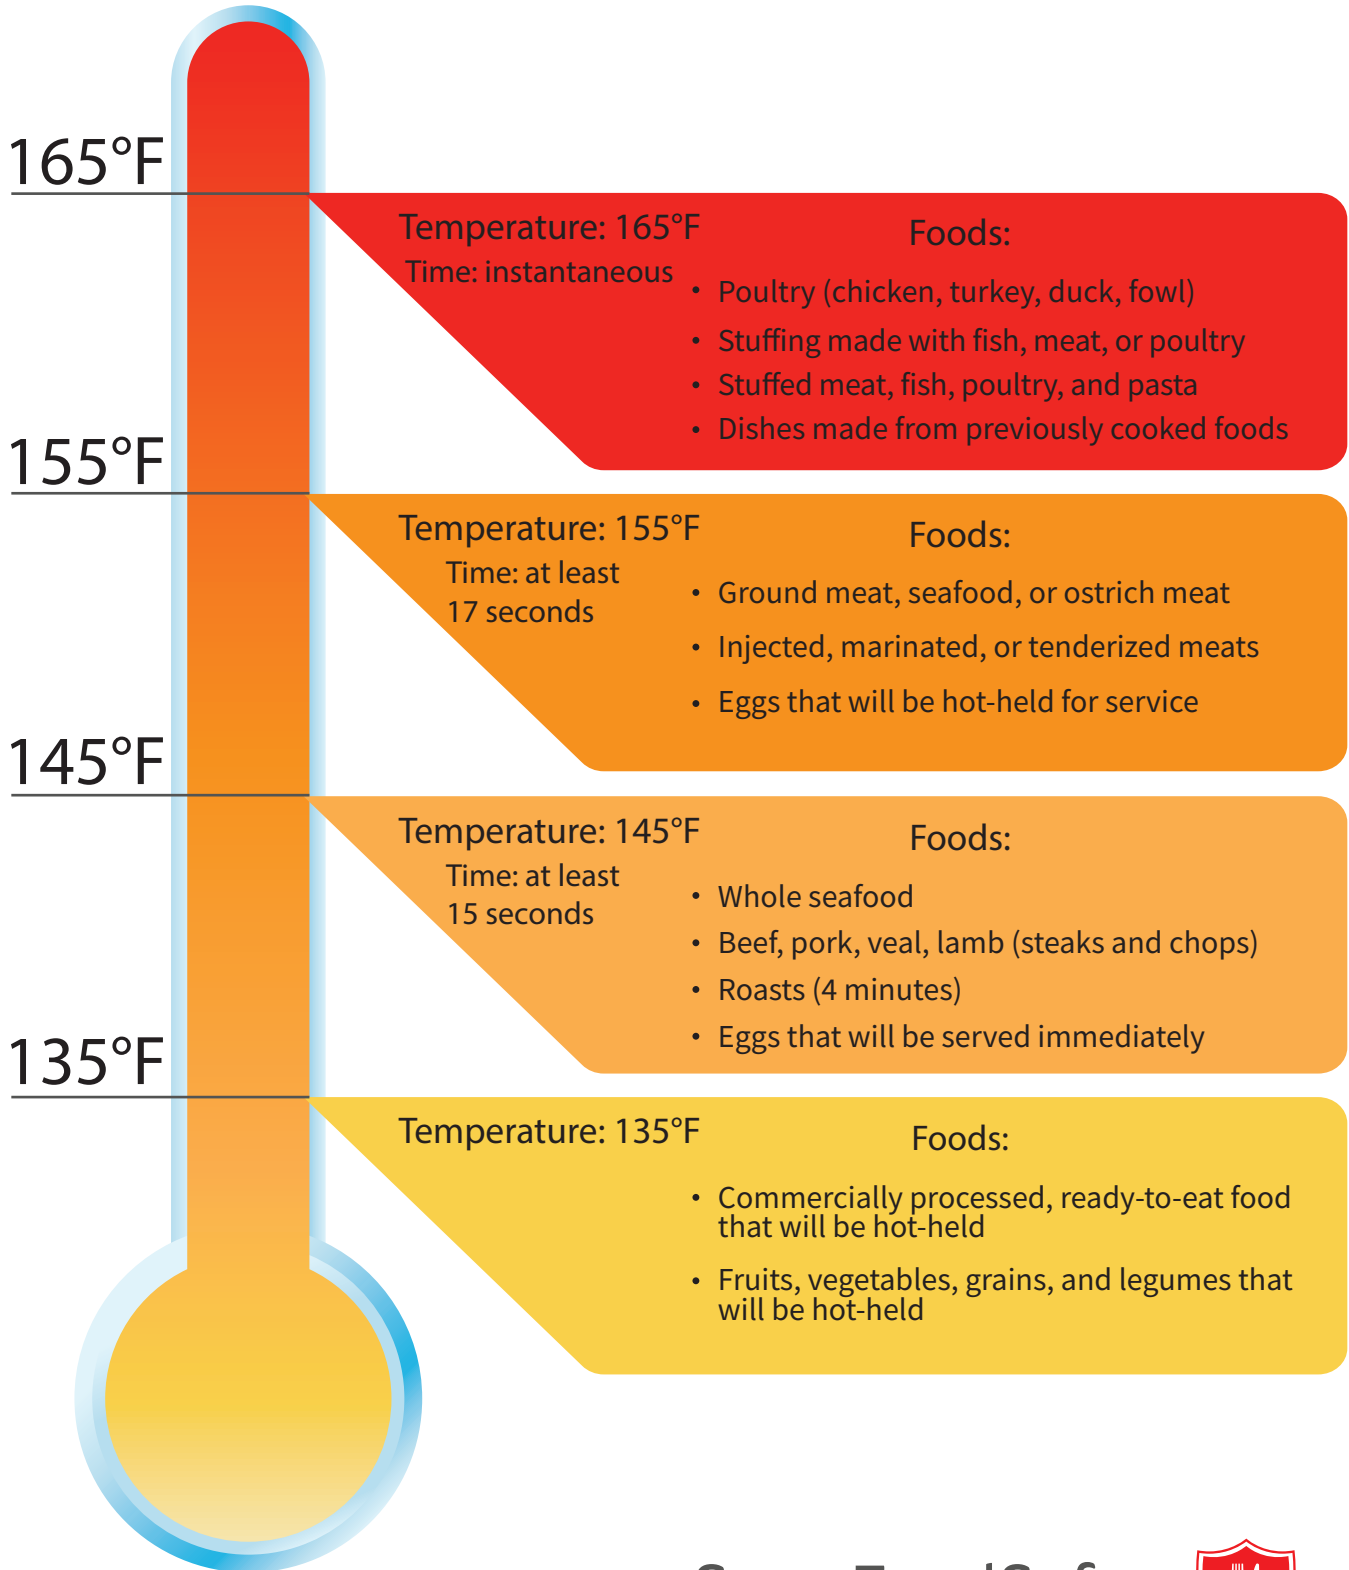 165°F
Temperature: 165°F
Time: instantaneous
Foods:
• Poultry (chicken, turkey, duck, fowl)
• Stuffing made with fish, meat, or poultry
• Stuffed meat, fish, poultry, and pasta
• Dishes made from previously cooked foods
155°F
Temperature: 155°F
Time: at least
17 seconds
Foods:
• Ground meat, seafood, or ostrich meat
• Injected, marinated, or tenderized meats
• Eggs that will be hot-held for service
145°F
Temperature: 145°F
Time: at least
15 seconds
Foods:
• Whole seafood
• Beef, pork, veal, lamb (steaks and chops)
• Roasts (4 minutes)
• Eggs that will be served immediately
135°F
Temperature: 135°F
Foods:
• Commercially processed, ready-to-eat food
that will be hot-held
• Fruits, vegetables, grains, and legumes that
will be hot-held